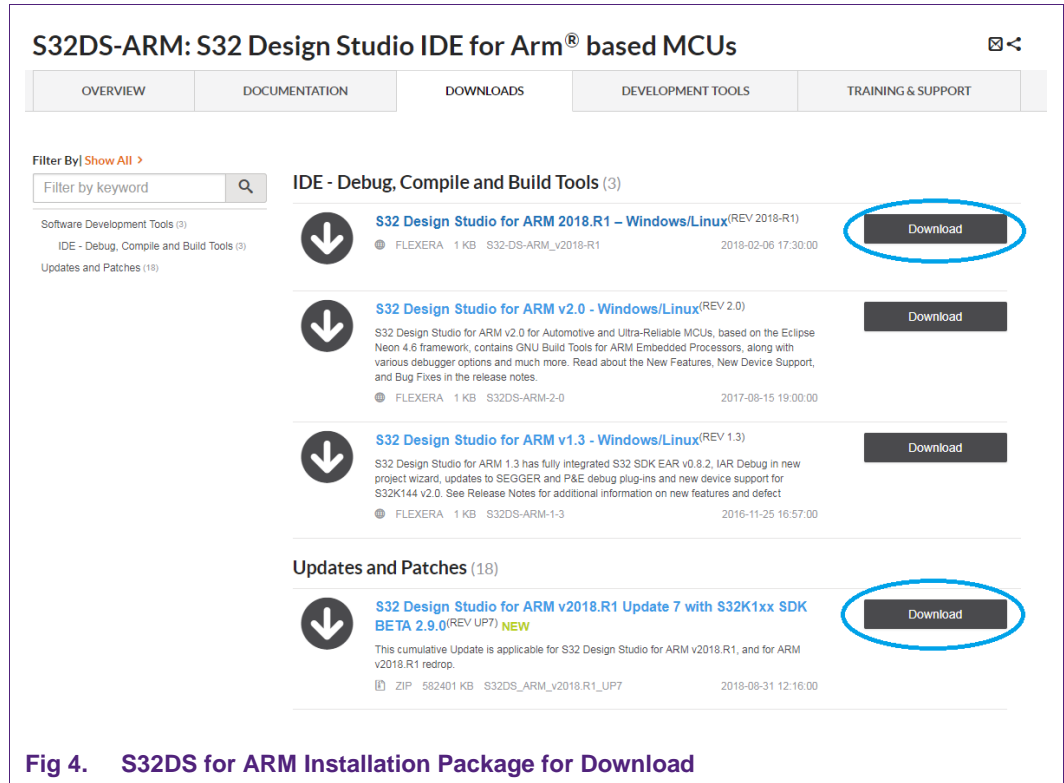 S32DS-ARM: S32 Design Studio IDE for Arm® based MCUs
OVERVIEW DOCUMENTATION DOWNLOADS DEVELOPMENT TOOLS TRAINING & SUPPORT
Filter By| Show All >
Filter by keyword
Software Development Tools (3)
IDE - Debug, Compile and Build Tools (3)
Updates and Patches (18)
IDE - Debug, Compile and Build Tools (3)
S32 Design Studio for ARM 2018.R1 – Windows/Linux(REV 2018-R1)
Download
FLEXERA 1 KB S32-DS-ARM_v2018-R1 2018-02-06 17:30:00
S32 Design Studio for ARM v2.0 - Windows/Linux(REV 2.0)
Download
S32 Design Studio for ARM v2.0 for Automotive and Ultra-Reliable MCUs, based on the Eclipse
Neon 4.6 framework, contains GNU Build Tools for ARM Embedded Processors, along with
various debugger options and much more. Read about the New Features, New Device Support,
and Bug Fixes in the release notes.
FLEXERA 1 KB S32DS-ARM-2-0 2017-08-15 19:00:00
S32 Design Studio for ARM v1.3 - Windows/Linux(REV 1.3)
Download
S32 Design Studio for ARM 1.3 has fully integrated S32 SDK EAR v0.8.2, IAR Debug in new
project wizard, updates to SEGGER and P&E debug plug-ins and new device support for
S32K144 v2.0. See Release Notes for additional information on new features and defect
FLEXERA 1 KB S32DS-ARM-1-3 2016-11-25 16:57:00
Updates and Patches (18)
S32 Design Studio for ARM v2018.R1 Update 7 with S32K1xx SDK
BETA 2.9.0(REV UP7) NEW
Download
This cumulative Update is applicable for S32 Design Studio for ARM v2018.R1, and for ARM
v2018.R1 redrop.
ZIP 582401 KB S32DS_ARM_v2018.R1_UP7 2018-08-31 12:16:00
Fig 4. S32DS for ARM Installation Package for Download